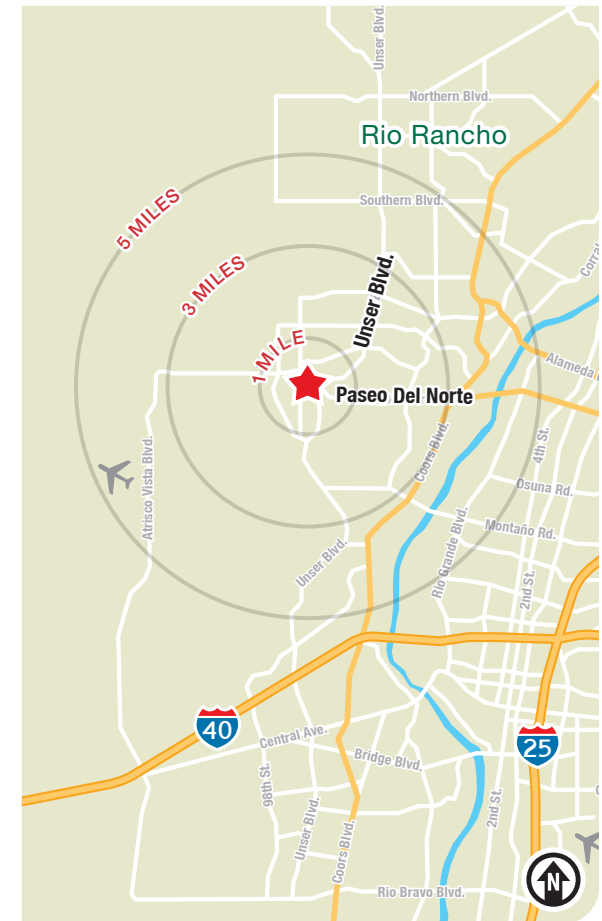 Unser Blvd.
Northern Blvd.
Rio Rancho
Southern Blvd.
5 MILES
3 MILES
1 MILE
Unser Blvd.
Paseo Del Norte
Alameda
4th St.
Coors Blvd.
Osuna Rd.
Atrisco Vista Blvd.
Montaño Rd.
Rio Grande Blvd.
Unser Blvd.
2nd St.
40
Central Ave.
25
Bridge Blvd.
98th St.
Unser Blvd.
Coors Blvd.
2nd St.
Rio Bravo Blvd.
N